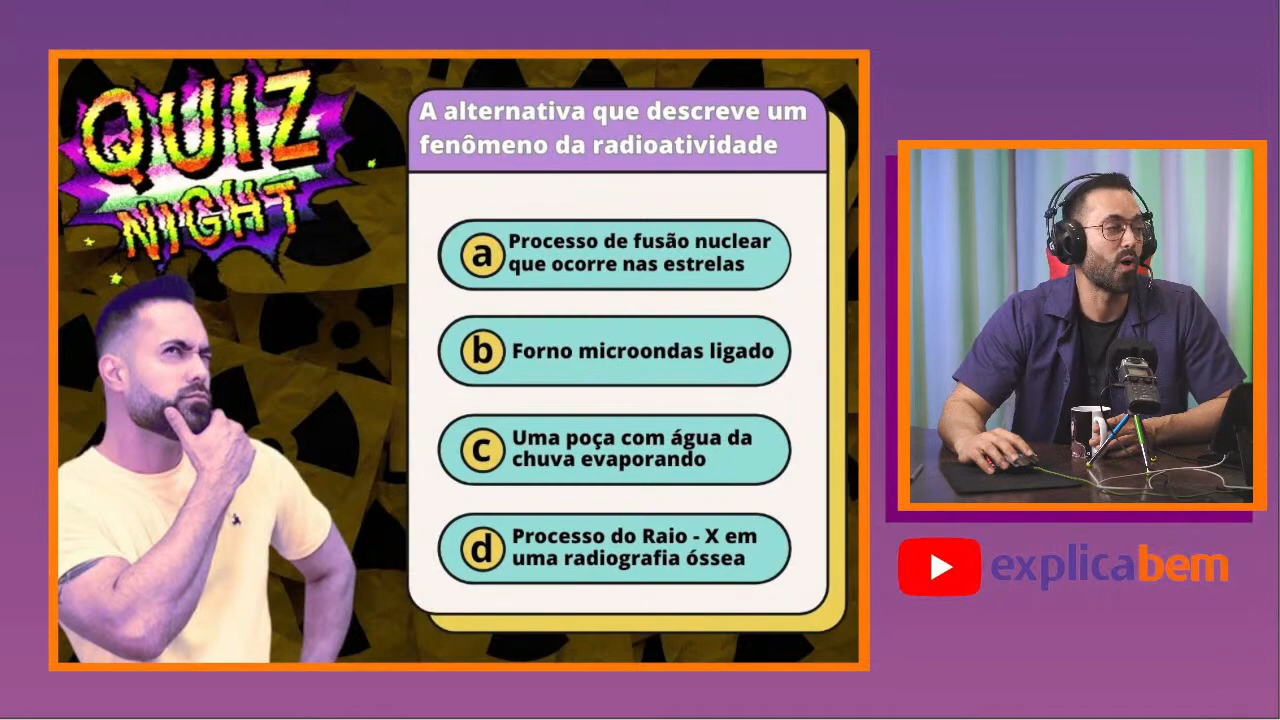 QUIZ
NIGHT
A alternativa que descreve um
fenômeno da radioatividade
a
Processo de fusão nuclear
que ocorre nas estrelas
b
Forno microondas ligado
c
Uma poça com água da
chuva evaporando
d
Processo do Raio - X em
uma radiografia óssea
explicabem